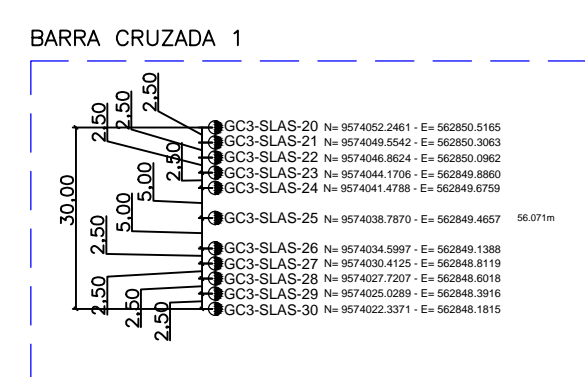 BARRA CRUZADA 1
2,50
2,50
2,50
2,50
5,00
5,00
30,00
2,50
2,50
2,50
2,50
GC3-SLAS-20 N= 9574052.2461 - E= 562850.5165
GC3-SLAS-21 N= 9574049.5542 - E= 562850.3063
GC3-SLAS-22 N= 9574046.8624 - E= 562850.0962
GC3-SLAS-23 N= 9574044.1706 - E= 562849.8860
GC3-SLAS-24 N= 9574041.4788 - E= 562849.6759
GC3-SLAS-25 N= 9574038.7870 - E= 562849.4657 56.071m
GC3-SLAS-26 N= 9574034.5997 - E= 562849.1388
GC3-SLAS-27 N= 9574030.4125 - E= 562848.8119
GC3-SLAS-28 N= 9574027.7207 - E= 562848.6018
GC3-SLAS-29 N= 9574025.0289 - E= 562848.3916
GC3-SLAS-30 N= 9574022.3371 - E= 562848.1815